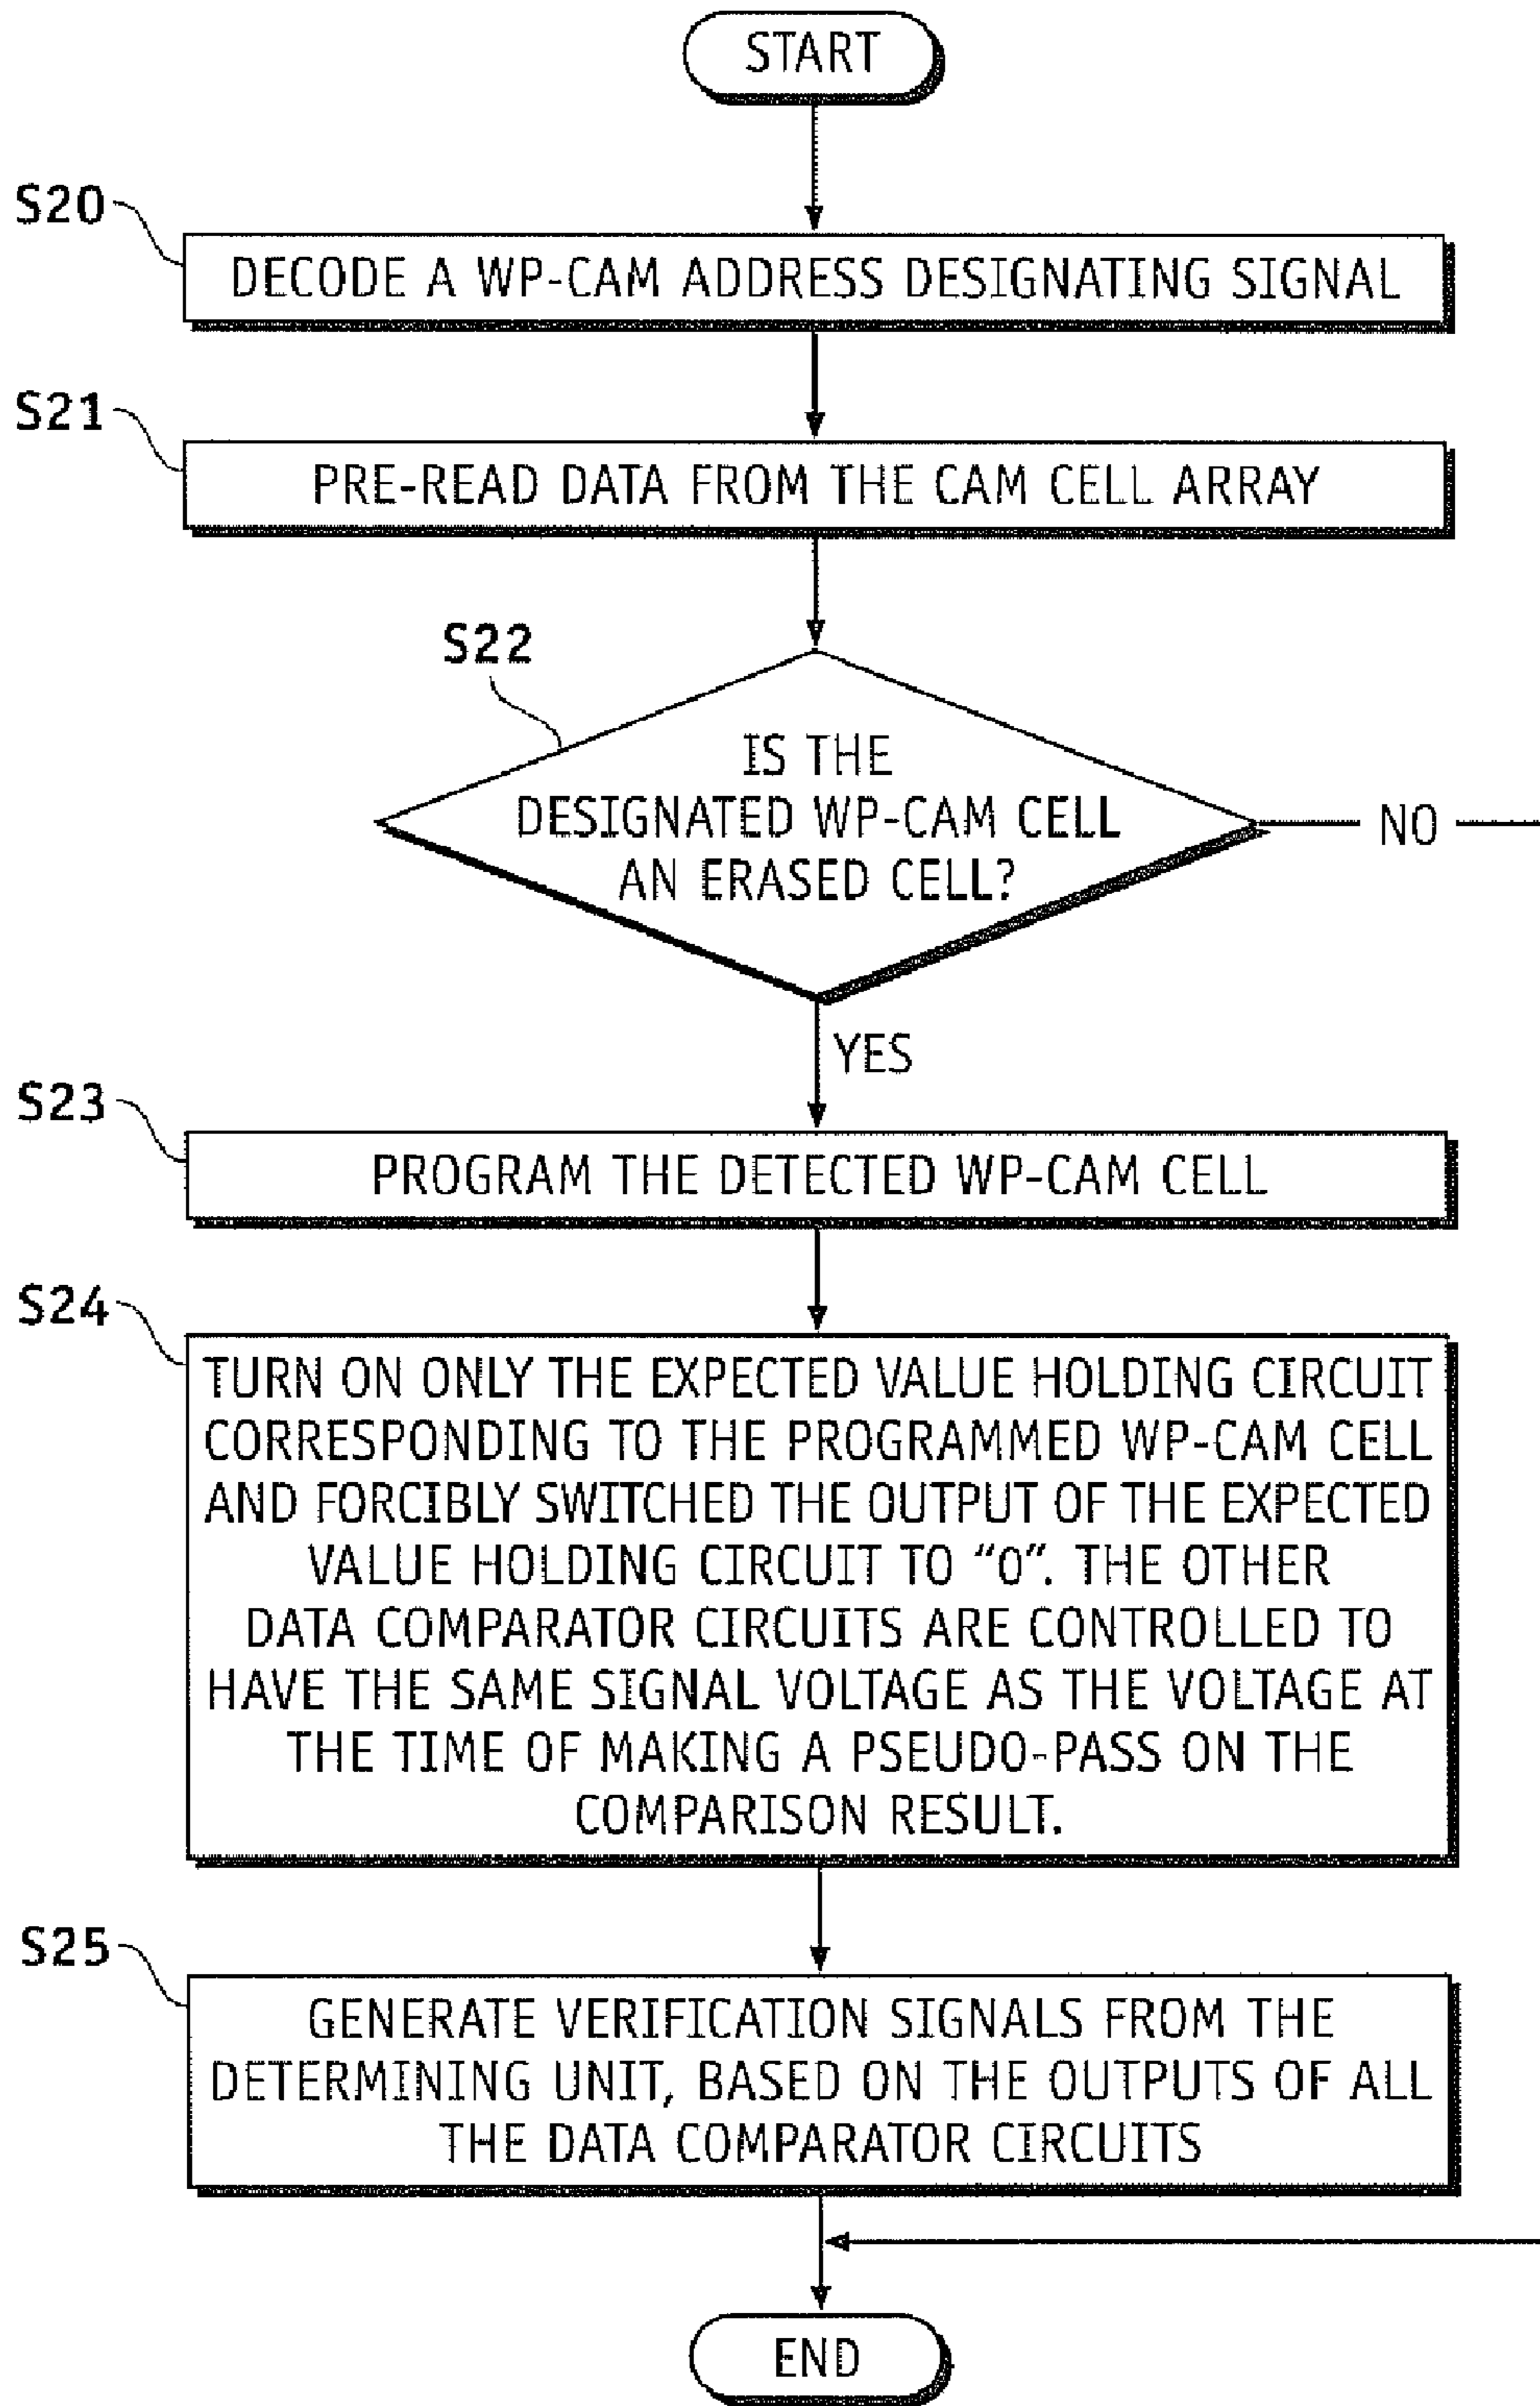 START
S20
DECODE A WP-CAM ADDRESS DESIGNATING SIGNAL
S21
PRE-READ DATA FROM THE CAM CELL ARRAY
S22
IS THE
DESIGNATED WP-CAM CELL
AN ERASED CELL?
NO
YES
S23
PROGRAM THE DETECTED WP-CAM CELL
S24
TURN ON ONLY THE EXPECTED VALUE HOLDING CIRCUIT
CORRESPONDING TO THE PROGRAMMED WP-CAM CELL
AND FORCIBLY SWITCHED THE OUTPUT OF THE EXPECTED
VALUE HOLDING CIRCUIT TO “0”. THE OTHER
DATA COMPARATOR CIRCUITS ARE CONTROLLED TO
HAVE THE SAME SIGNAL VOLTAGE AS THE VOLTAGE AT
THE TIME OF MAKING A PSEUDO-PASS ON THE
COMPARISON RESULT.
S25
GENERATE VERIFICATION SIGNALS FROM THE
DETERMINING UNIT, BASED ON THE OUTPUTS OF ALL
THE DATA COMPARATOR CIRCUITS
END